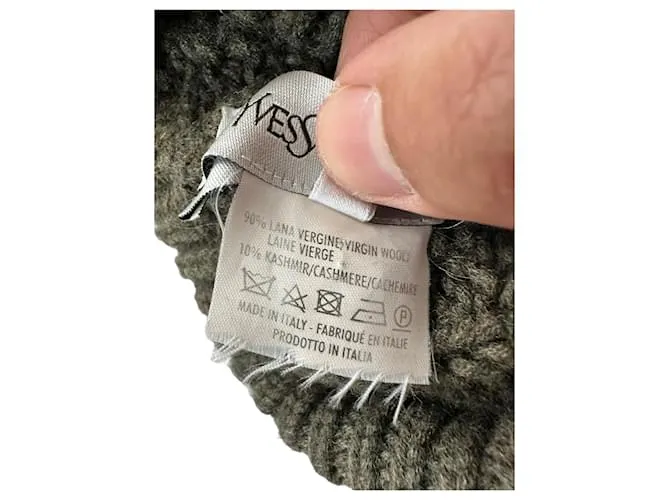 YVESS
90% LANA VERGINE/VIRGIN WOOL/
LAINE VIERGE
10% KASHMIR/CASHMERE/CACHEMIRE
P
MADE IN ITALY - FABRIQUÉ EN ITALIE
PRODOTTO IN ITALIA